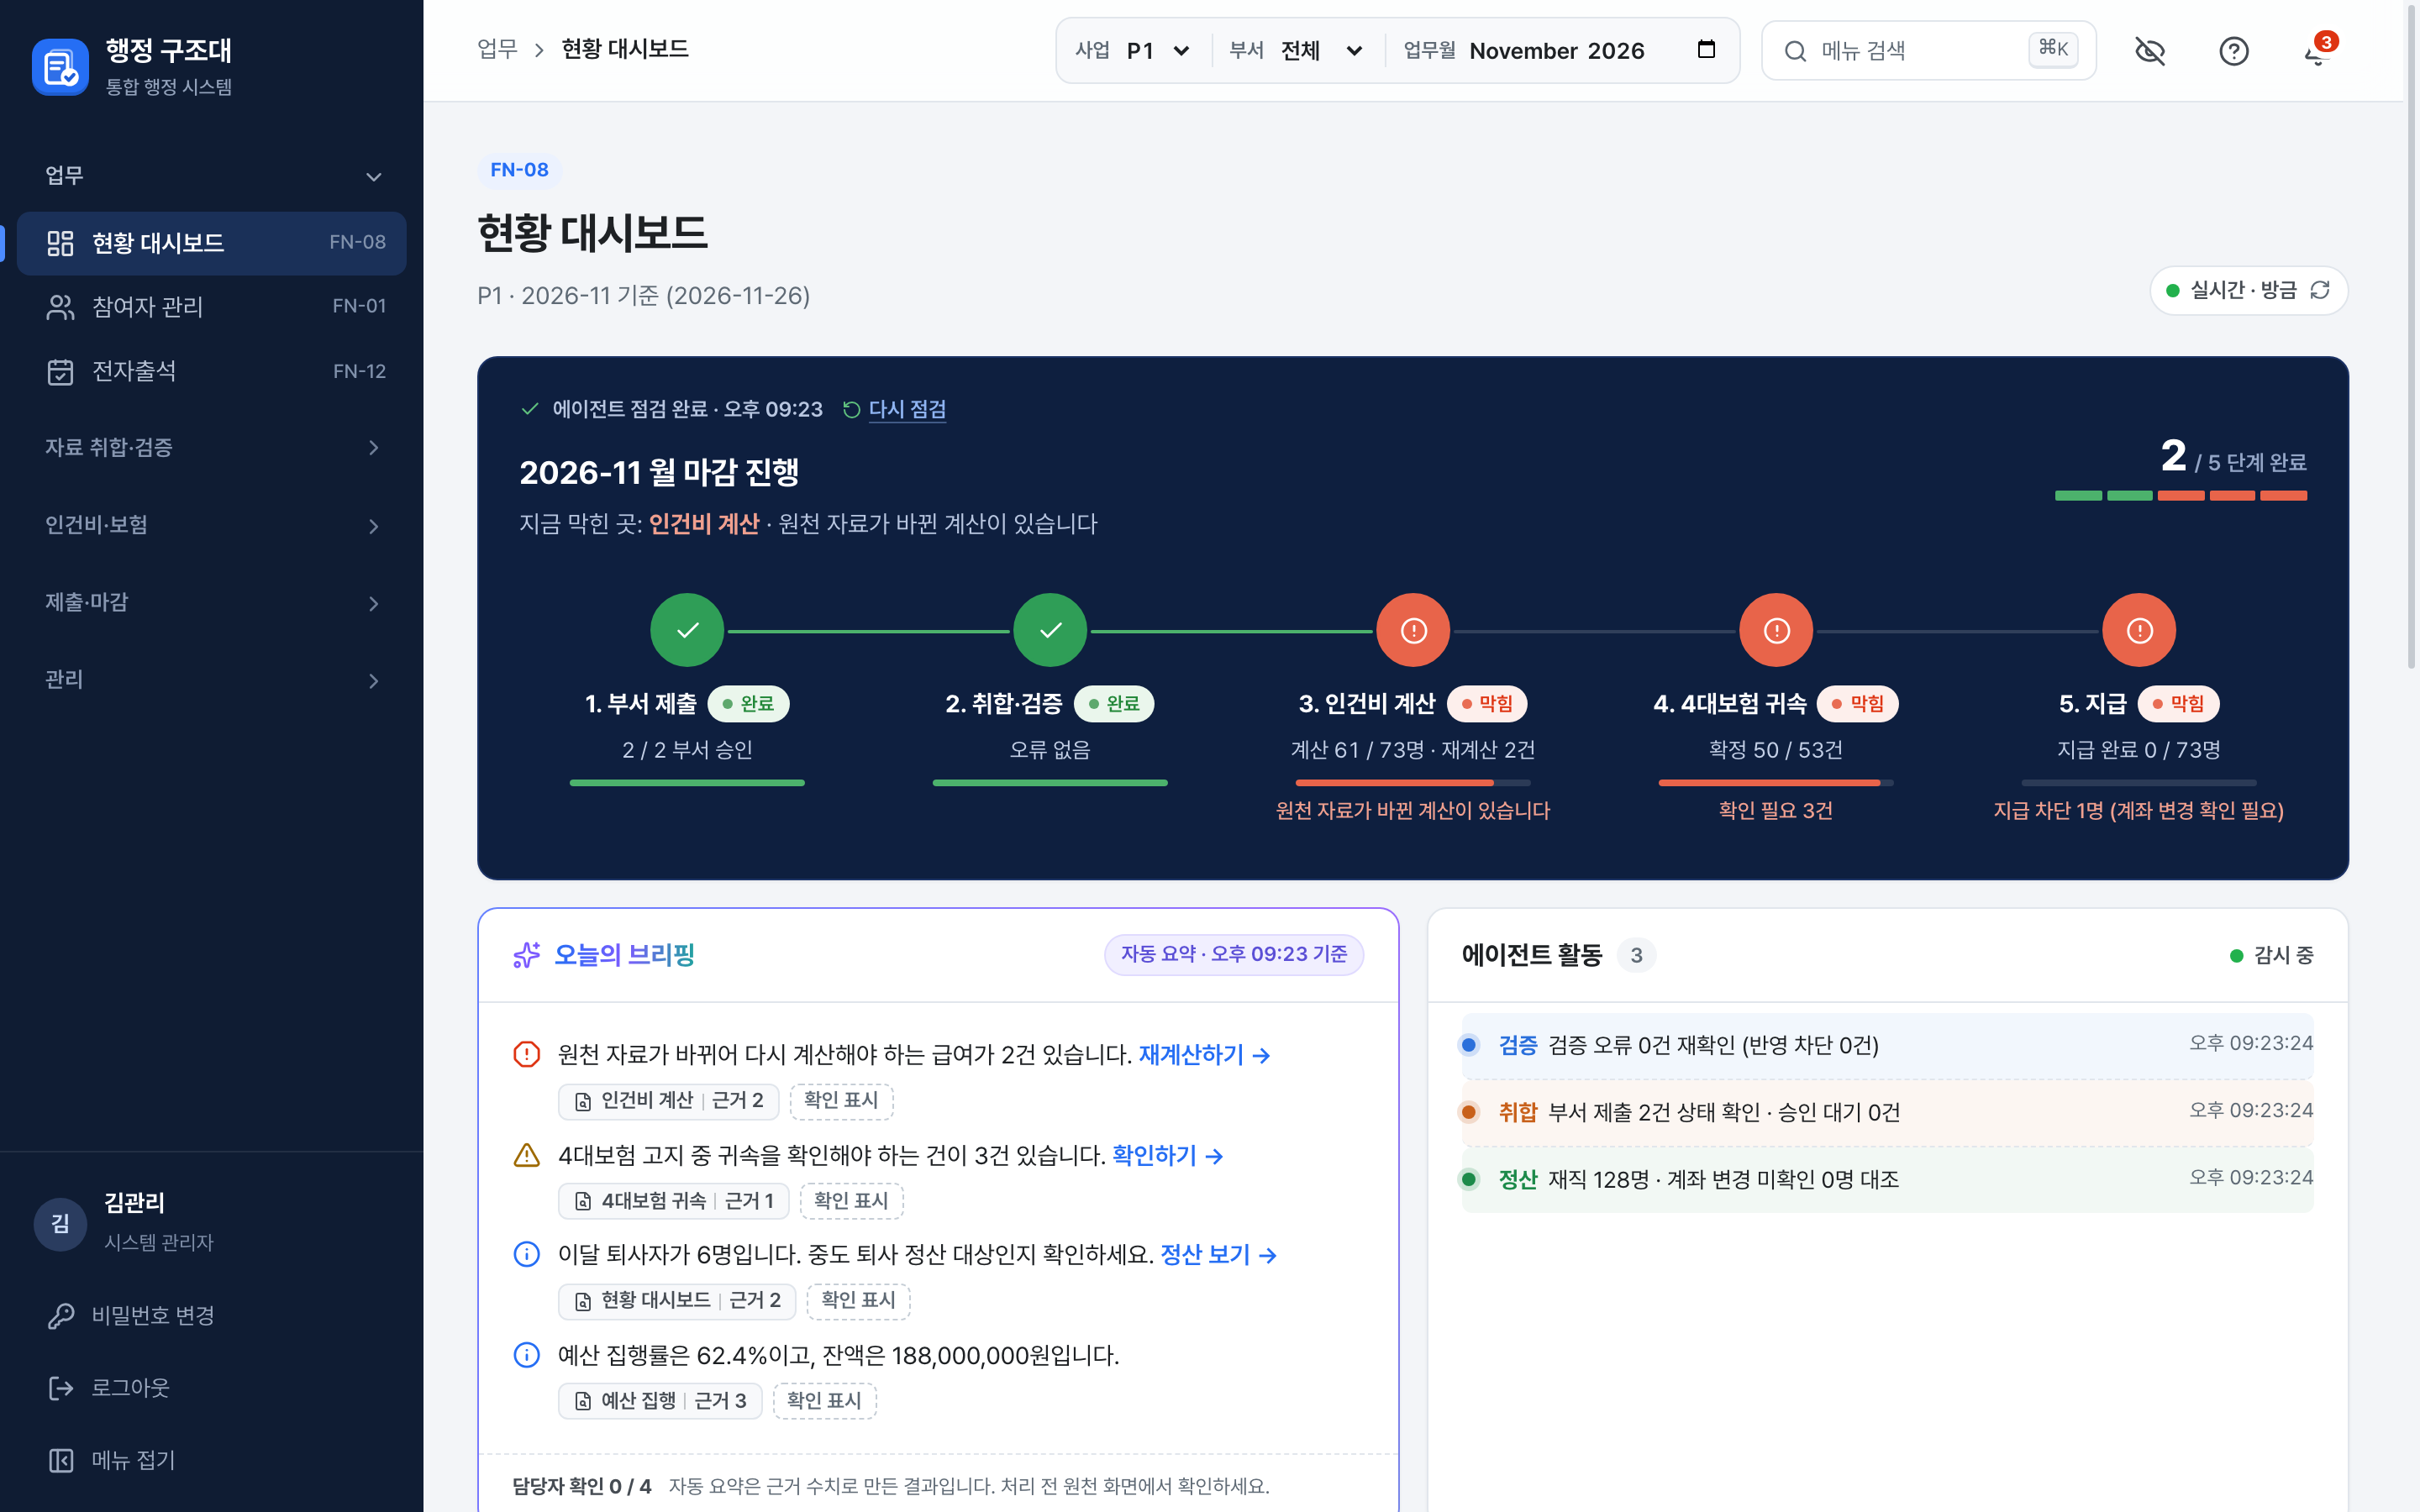 행정 구조대
통합 행정 시스템
업무
현황 대시보드 FN-08
참여자 관리 FN-01
전자출석 FN-12
자료 취합·검증
인건비·보험
제출·마감
관리
김
김관리
시스템 관리자
비밀번호 변경
로그아웃
메뉴 접기
업무 > 현황 대시보드
사업 P1 부서 전체 업무월 November 2026
메뉴 검색 ⌘K
3
FN-08
현황 대시보드
P1 · 2026-11 기준 (2026-11-26)
실시간 · 방금
에이전트 점검 완료 · 오후 09:23 다시 점검
2026-11 월 마감 진행
지금 막힌 곳: 인건비 계산 · 원천 자료가 바뀐 계산이 있습니다
2 / 5 단계 완료
1. 부서 제출 완료
2 / 2 부서 승인
2. 취합·검증 완료
오류 없음
3. 인건비 계산 막힘
계산 61 / 73명 · 재계산 2건
원천 자료가 바뀐 계산이 있습니다
4. 4대보험 귀속 막힘
확정 50 / 53건
확인 필요 3건
5. 지급 막힘
지급 완료 0 / 73명
지급 차단 1명 (계좌 변경 확인 필요)
오늘의 브리핑
자동 요약 · 오후 09:23 기준
원천 자료가 바뀌어 다시 계산해야 하는 급여가 2건 있습니다. 재계산하기 →
인건비 계산 | 근거 2 확인 표시
4대보험 고지 중 귀속을 확인해야 하는 건이 3건 있습니다. 확인하기 →
4대보험 귀속 | 근거 1 확인 표시
이달 퇴사자가 6명입니다. 중도 퇴사 정산 대상인지 확인하세요. 정산 보기 →
현황 대시보드 | 근거 2 확인 표시
예산 집행률은 62.4%이고, 잔액은 188,000,000원입니다.
예산 집행 | 근거 3 확인 표시
담당자 확인 0 / 4 자동 요약은 근거 수치로 만든 결과입니다. 처리 전 원천 화면에서 확인하세요.
에이전트 활동 3
감시 중
검증 검증 오류 0건 재확인 (반영 차단 0건) 오후 09:23:24
취합 부서 제출 2건 상태 확인 · 승인 대기 0건 오후 09:23:24
정산 재직 128명 · 계좌 변경 미확인 0명 대조 오후 09:23:24